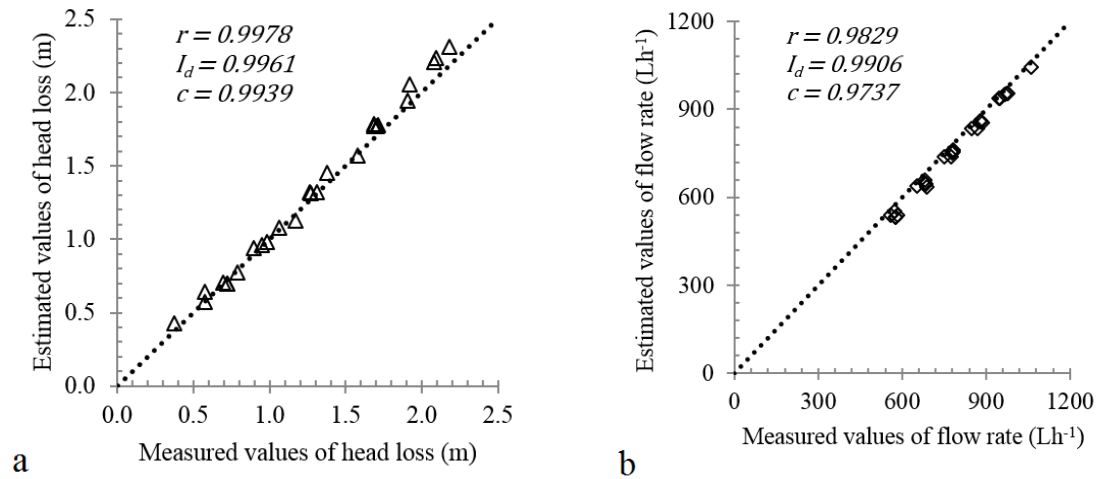 2.5
2.0
1.5
1.0
0.5
0.0
Estimated values of head loss (m)
r = 0.9978
I_d = 0.9961
c = 0.9939
0.0 0.5 1.0 1.5 2.0 2.5
Measured values of head loss (m)
a
1200
900
600
300
0
Estimated values of flow rate (Lh⁻¹)
r = 0.9829
I_d = 0.9906
c = 0.9737
0 300 600 900 1200
Measured values of flow rate (Lh⁻¹)
b